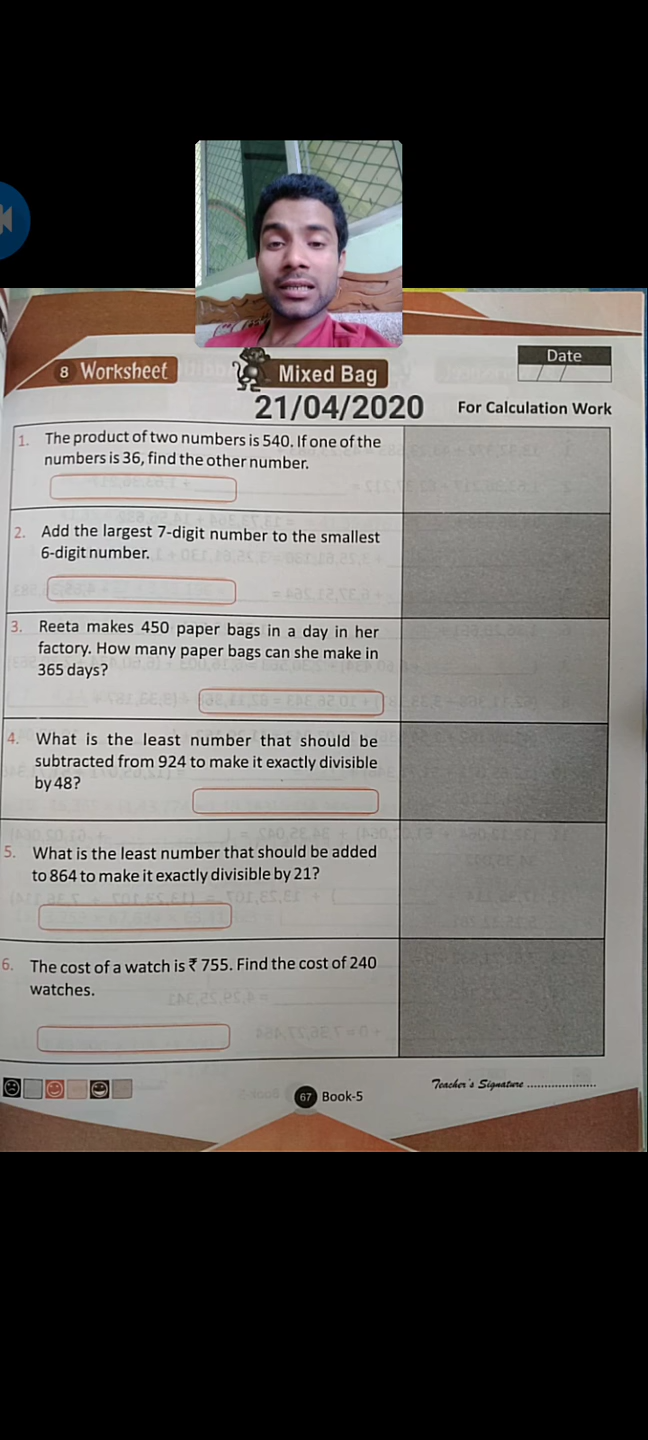 8 Worksheet
Mixed Bag
Date
21/04/2020
For Calculation Work
1. The product of two numbers is 540. If one of the
numbers is 36, find the other number.
2. Add the largest 7-digit number to the smallest
6-digit number.
3. Reeta makes 450 paper bags in a day in her
factory. How many paper bags can she make in
365 days?
4. What is the least number that should be
subtracted from 924 to make it exactly divisible
by 48?
5. What is the least number that should be added
to 864 to make it exactly divisible by 21?
6. The cost of a watch is ₹ 755. Find the cost of 240
watches.
Teacher's Signature .....................
67 Book-5